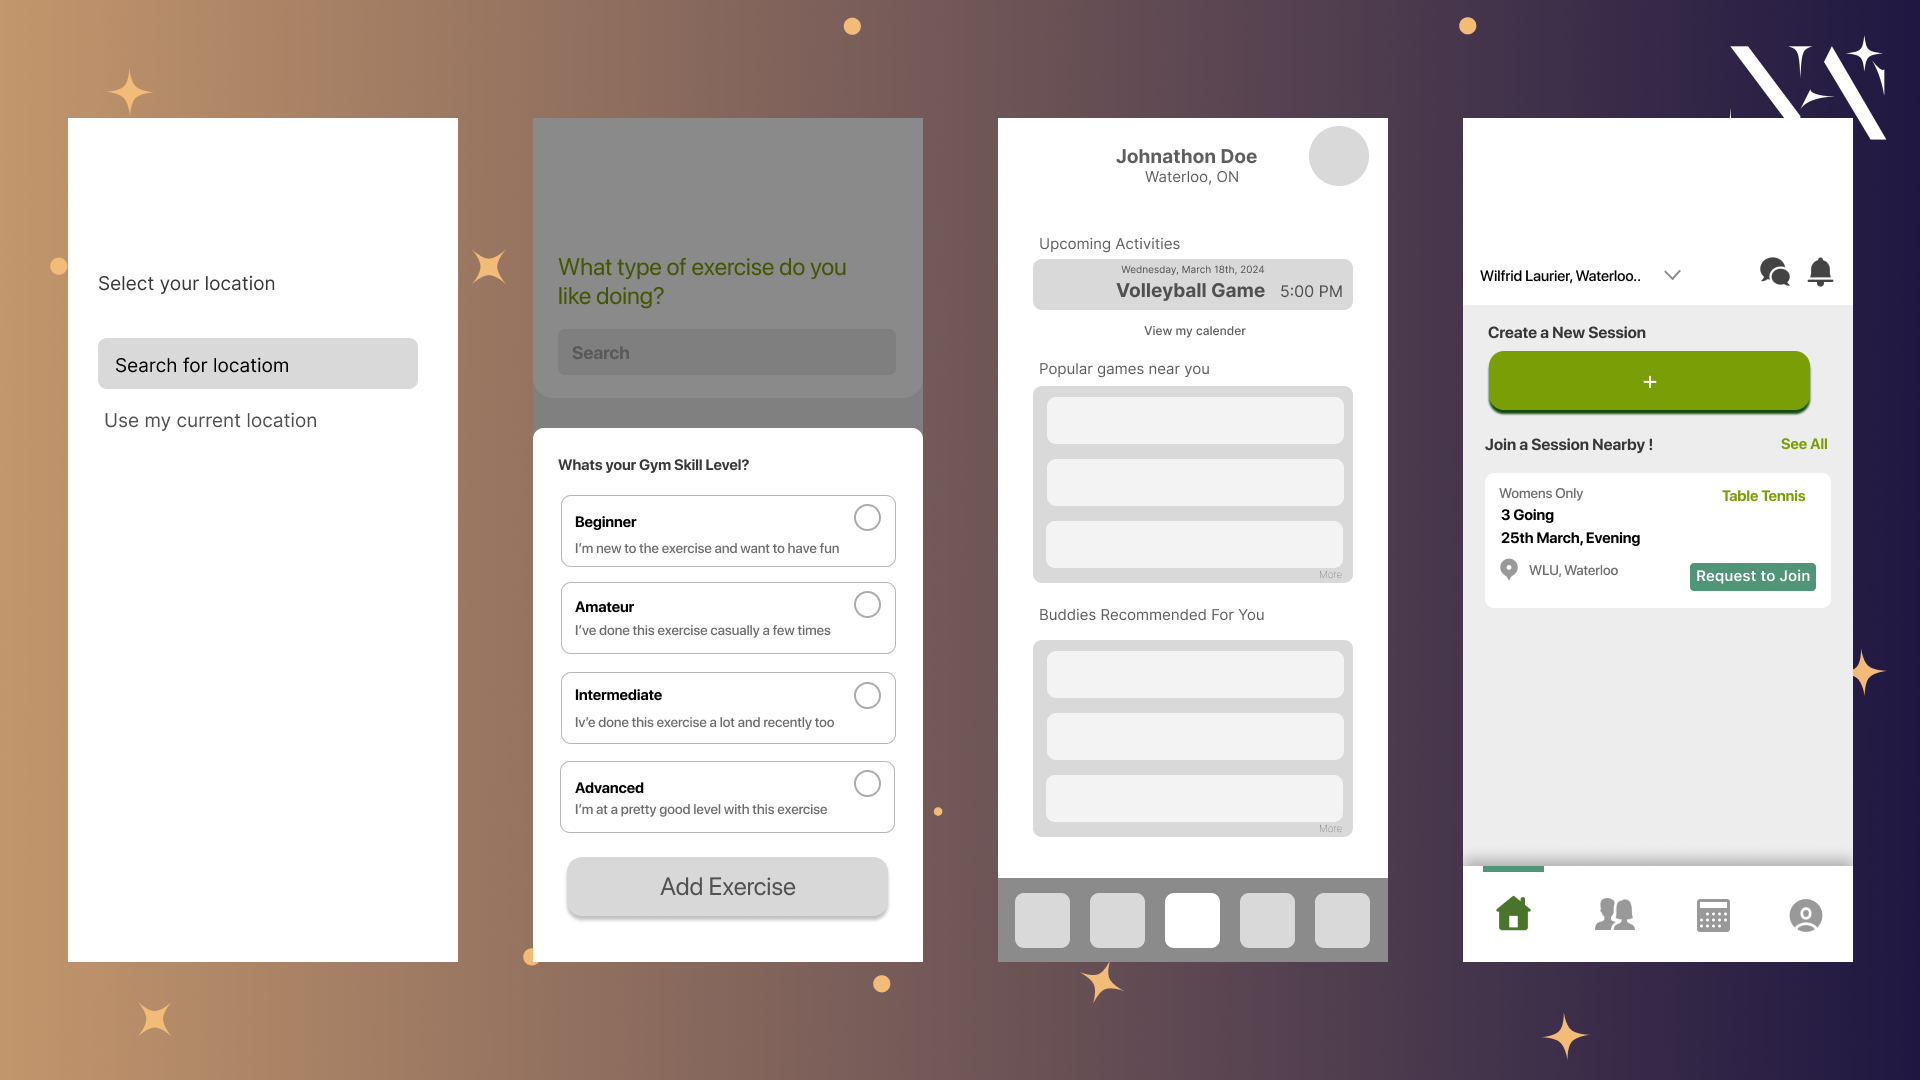 Select your location
Search for locatiom
Use my current location
What type of exercise do you
like doing?
Search
Whats your Gym Skill Level?
Beginner
I'm new to the exercise and want to have fun
Amateur
I've done this exercise casually a few times
Intermediate
Iv'e done this exercise a lot and recently too
Advanced
I'm at a pretty good level with this exercise
Add Exercise
Johnathon Doe
Waterloo, ON
Upcoming Activities
Wednesday, March 18th, 2024
Volleyball Game 5:00 PM
View my calender
Popular games near you
More
Buddies Recommended For You
More
Wilfrid Laurier, Waterloo..
Create a New Session
+
Join a Session Nearby !
See All
Womens Only
Table Tennis
3 Going
25th March, Evening
WLU, Waterloo
Request to Join